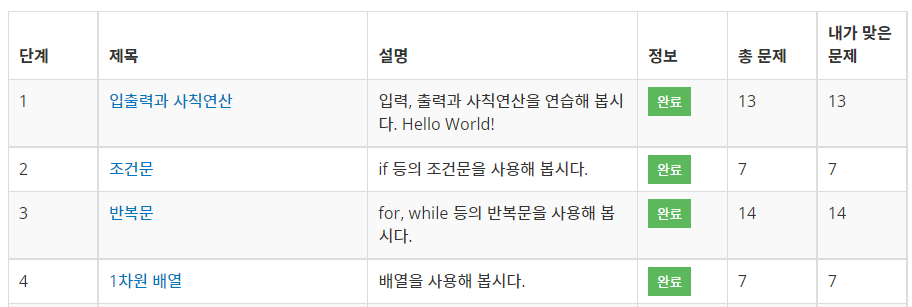 단계 제목 설명 정보 총 문제 내가 맞은 문제
1 입출력과 사칙연산 입력, 출력과 사칙연산을 연습해 봅시다. Hello World! 완료 13 13
2 조건문 if 등의 조건문을 사용해 봅시다. 완료 7 7
3 반복문 for, while 등의 반복문을 사용해 봅시다. 완료 14 14
4 1차원 배열 배열을 사용해 봅시다. 완료 7 7